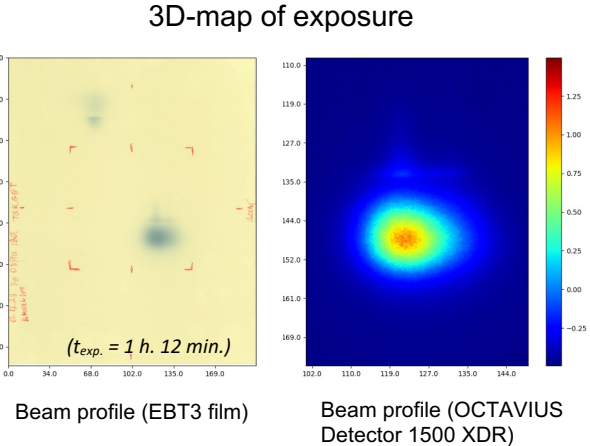 3D-map of exposure
110.0
119.0
127.0
135.0
144.0
152.0
161.0
169.0
1.25
1.00
0.75
0.50
0.25
0.00
−0.25
(t_exp. = 1 h. 12 min.)
0.0 34.0 68.0 102.0 135.0 169.0
102.0 110.0 119.0 127.0 135.0 144.0
Beam profile (EBT3 film)
Beam profile (OCTAVIUS
Detector 1500 XDR)